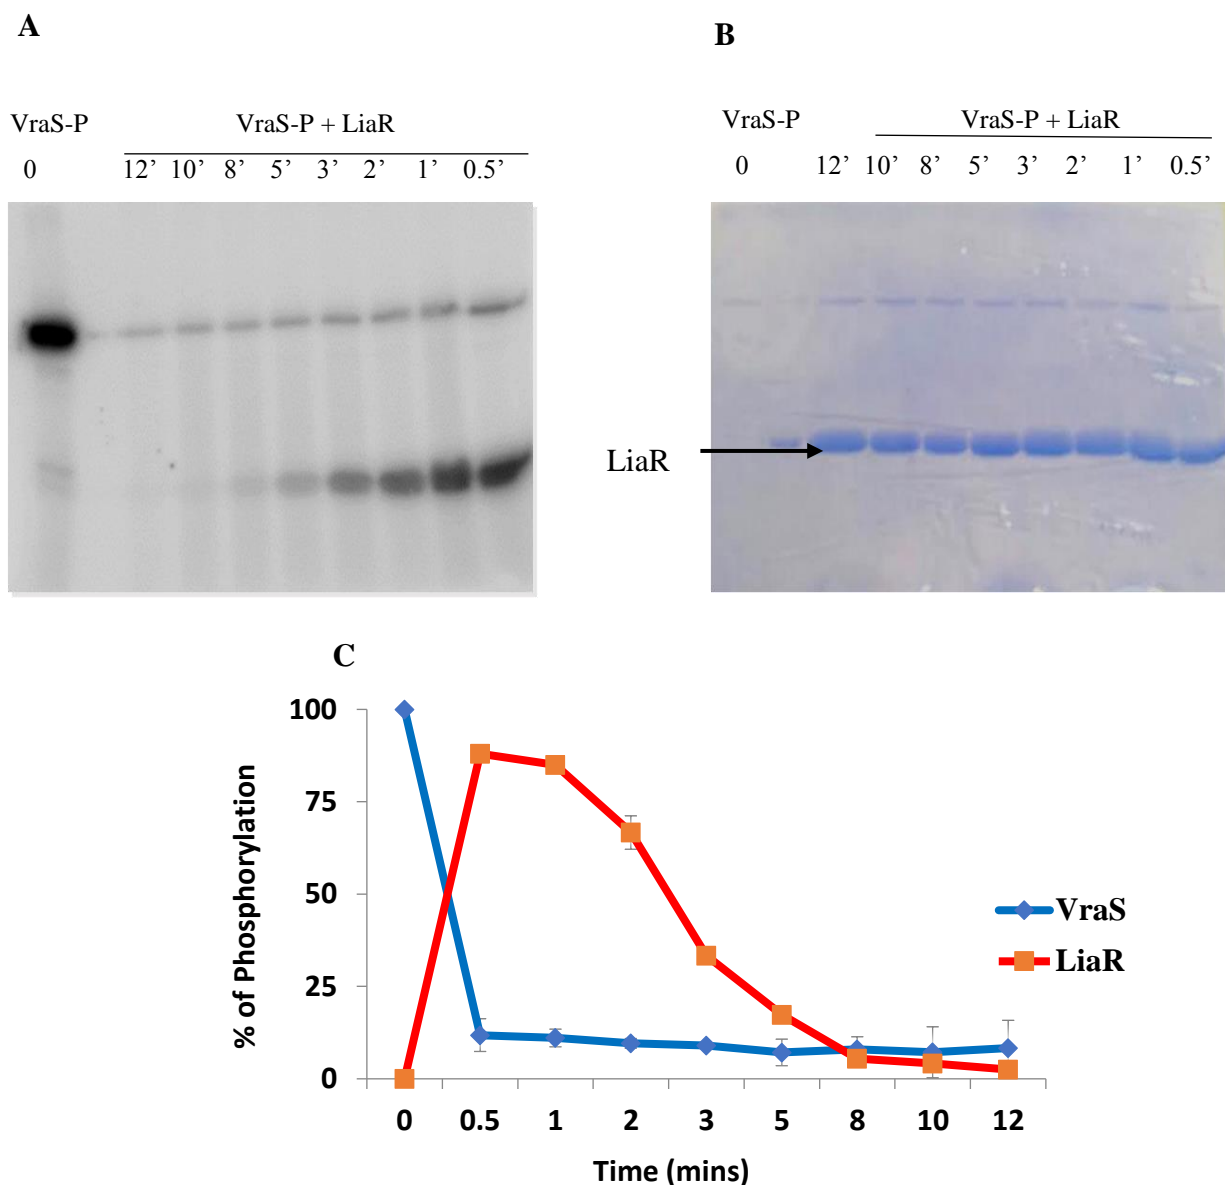 A
B
VraS-P
VraS-P + LiaR
0 12’ 10’ 8’ 5’ 3’ 2’ 1’ 0.5’
VraS-P
VraS-P + LiaR
0 12’ 10’ 8’ 5’ 3’ 2’ 1’ 0.5’
LiaR
C
100
75
50
25
0
% of Phosphorylation
VraS
LiaR
0 0.5 1 2 3 5 8 10 12
Time (mins)